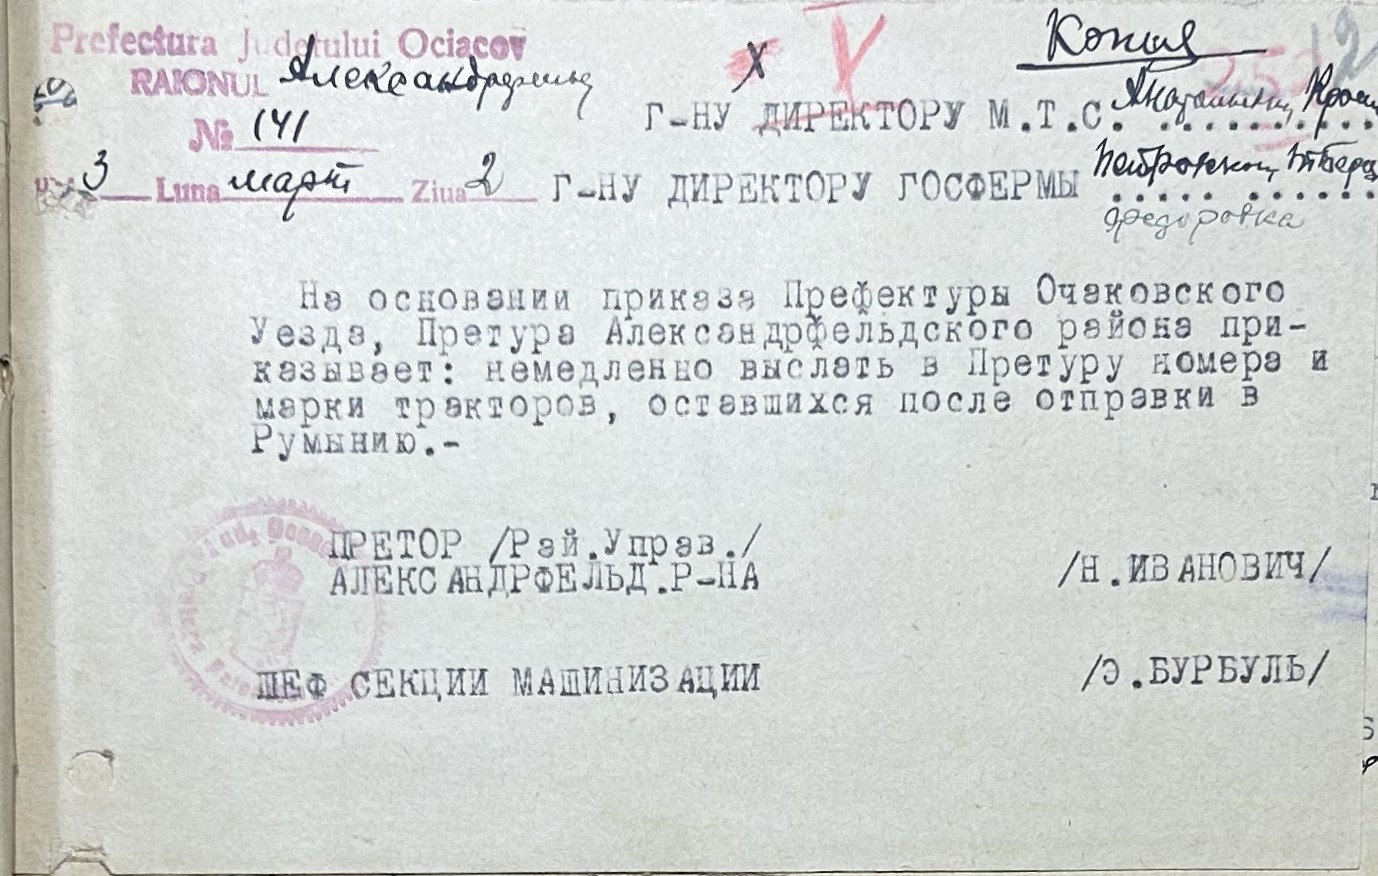 Prefectura Judetului Ociacov
RAIONUL Александрфельд
№ 141
3 Luna март Ziua 2
Копия
Г-НУ ДИРЕКТОРУ М.Т.С.
Г-НУ ДИРЕКТОРУ ГОСФЕРМЫ
федоровка
На основании приказа Префектуры Очаковского
Уезда, Претура Александрфельдского района при-
казывает: немедленно выслать в Претуру номера и
марки тракторов, оставшихся после отправки в
Румынию.-
ПРЕТОР /Рай.Управ./
АЛЕКСАНДРФЕЛЬД.Р-НА /Н.ИВАНОВИЧ/
ШЕФ СЕКЦИИ МАШИНИЗАЦИИ /Э.БУРБУЛЬ/